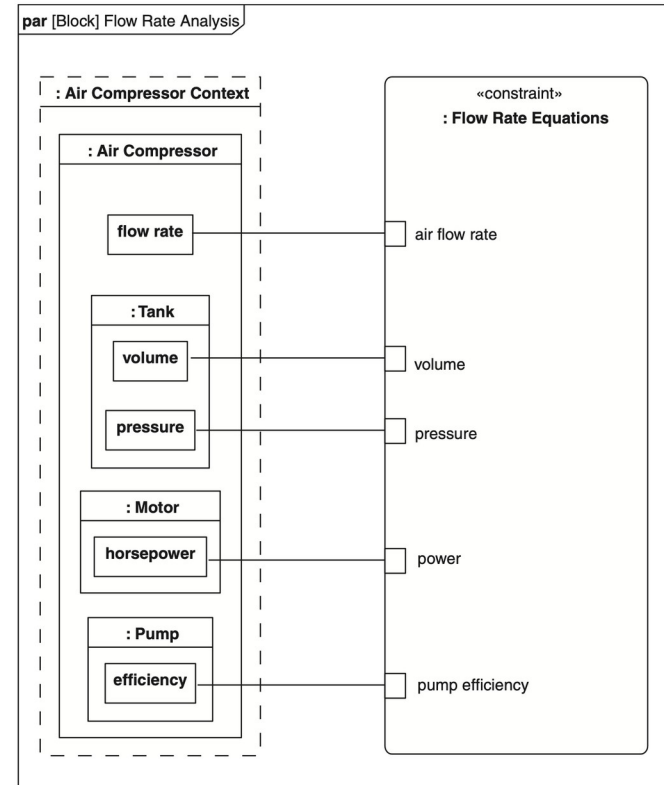 par [Block] Flow Rate Analysis
: Air Compressor Context
: Air Compressor
flow rate
: Tank
volume
pressure
: Motor
horsepower
: Pump
efficiency
«constraint»
: Flow Rate Equations
air flow rate
volume
pressure
power
pump efficiency